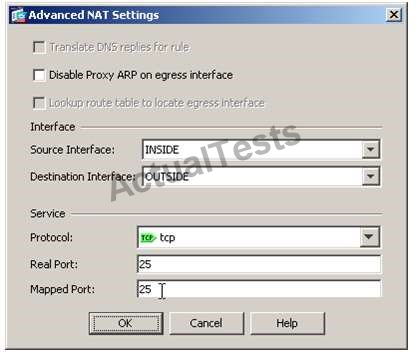 Advanced NAT Settings
Translate DNS replies for rule
Disable Proxy ARP on egress interface
Lookup route table to locate egress interface
Interface
Source Interface: INSIDE
Destination Interface: OUTSIDE
ActualTests
Service
Protocol: TCP tcp
Real Port: 25
Mapped Port: 25
OK Cancel Help